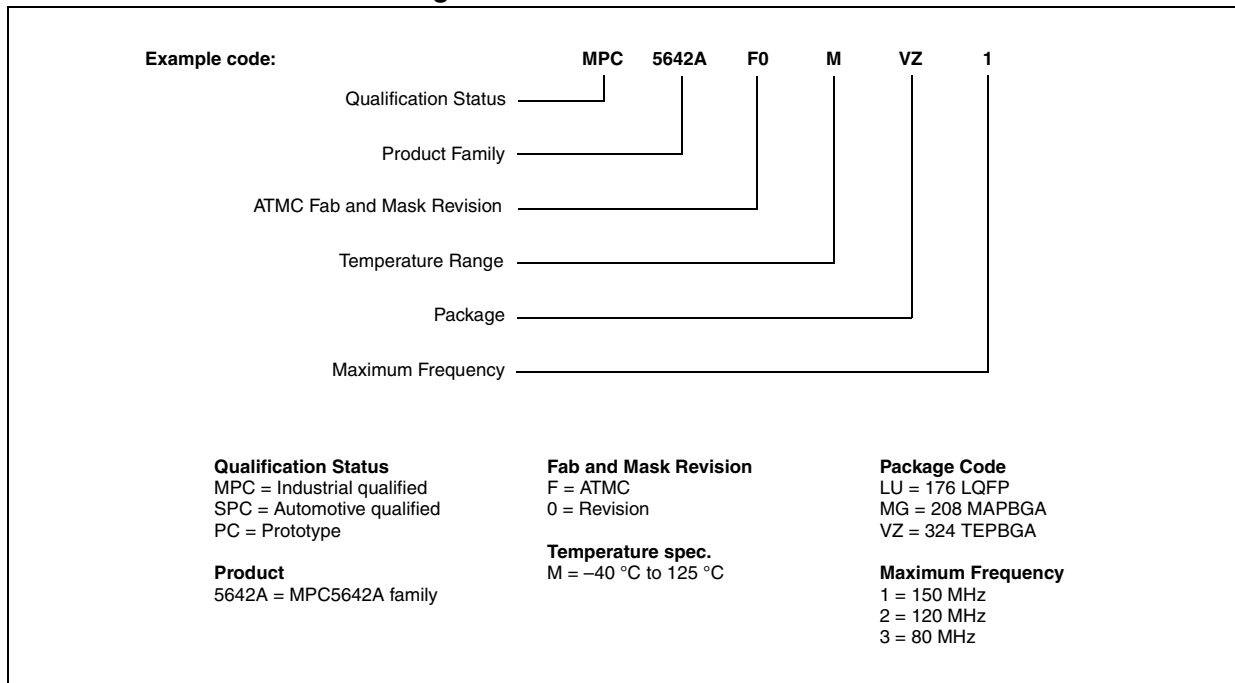 Example code: MPC 5642A F0 M VZ 1
Qualification Status
Product Family
ATMC Fab and Mask Revision
Temperature Range
Package
Maximum Frequency
Qualification Status
MPC = Industrial qualified
SPC = Automotive qualified
PC = Prototype
Product
5642A = MPC5642A family
Fab and Mask Revision
F = ATMC
0 = Revision
Temperature spec.
M = –40 °C to 125 °C
Package Code
LU = 176 LQFP
MG = 208 MAPBGA
VZ = 324 TEPBGA
Maximum Frequency
1 = 150 MHz
2 = 120 MHz
3 = 80 MHz